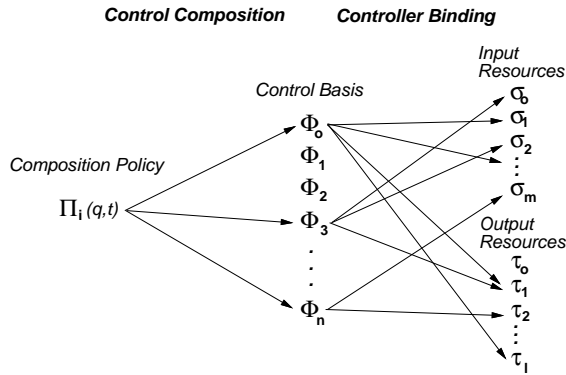 Control Composition
Controller Binding
Input
Resources
Control Basis
Composition Policy
Πᵢ(q,t)
Φₒ
Φ₁
Φ₂
Φ₃
.
.
.
Φₙ
σₒ
σ₁
σ₂
⋮
σₘ
Output
Resources
τₒ
τ₁
τ₂
⋮
τₗ